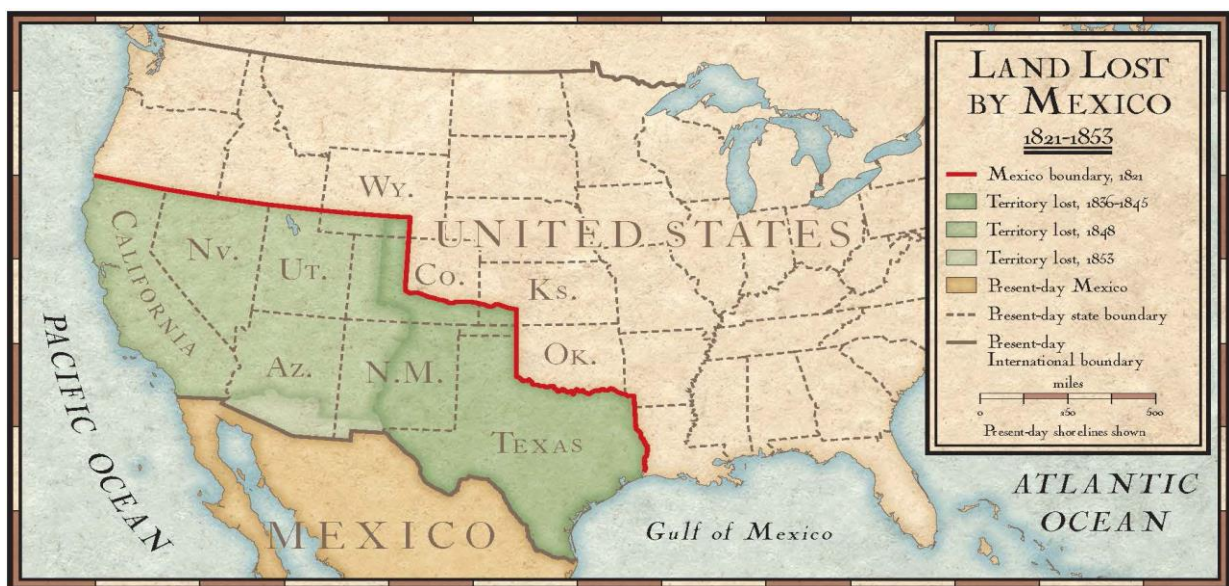 LAND LOST
BY MEXICO
1821-1853
Mexico boundary, 1821
Territory lost, 1836-1845
Territory lost, 1848
Territory lost, 1853
Present-day Mexico
Present-day state boundary
Present-day
International boundary
miles
0 250 500
Present-day shorelines shown
WY.
UNITED STATES
CALIFORNIA
NV.
UT.
CO.
KS.
AZ.
N.M.
OK.
TEXAS
PACIFIC OCEAN
MEXICO
Gulf of Mexico
ATLANTIC
OCEAN